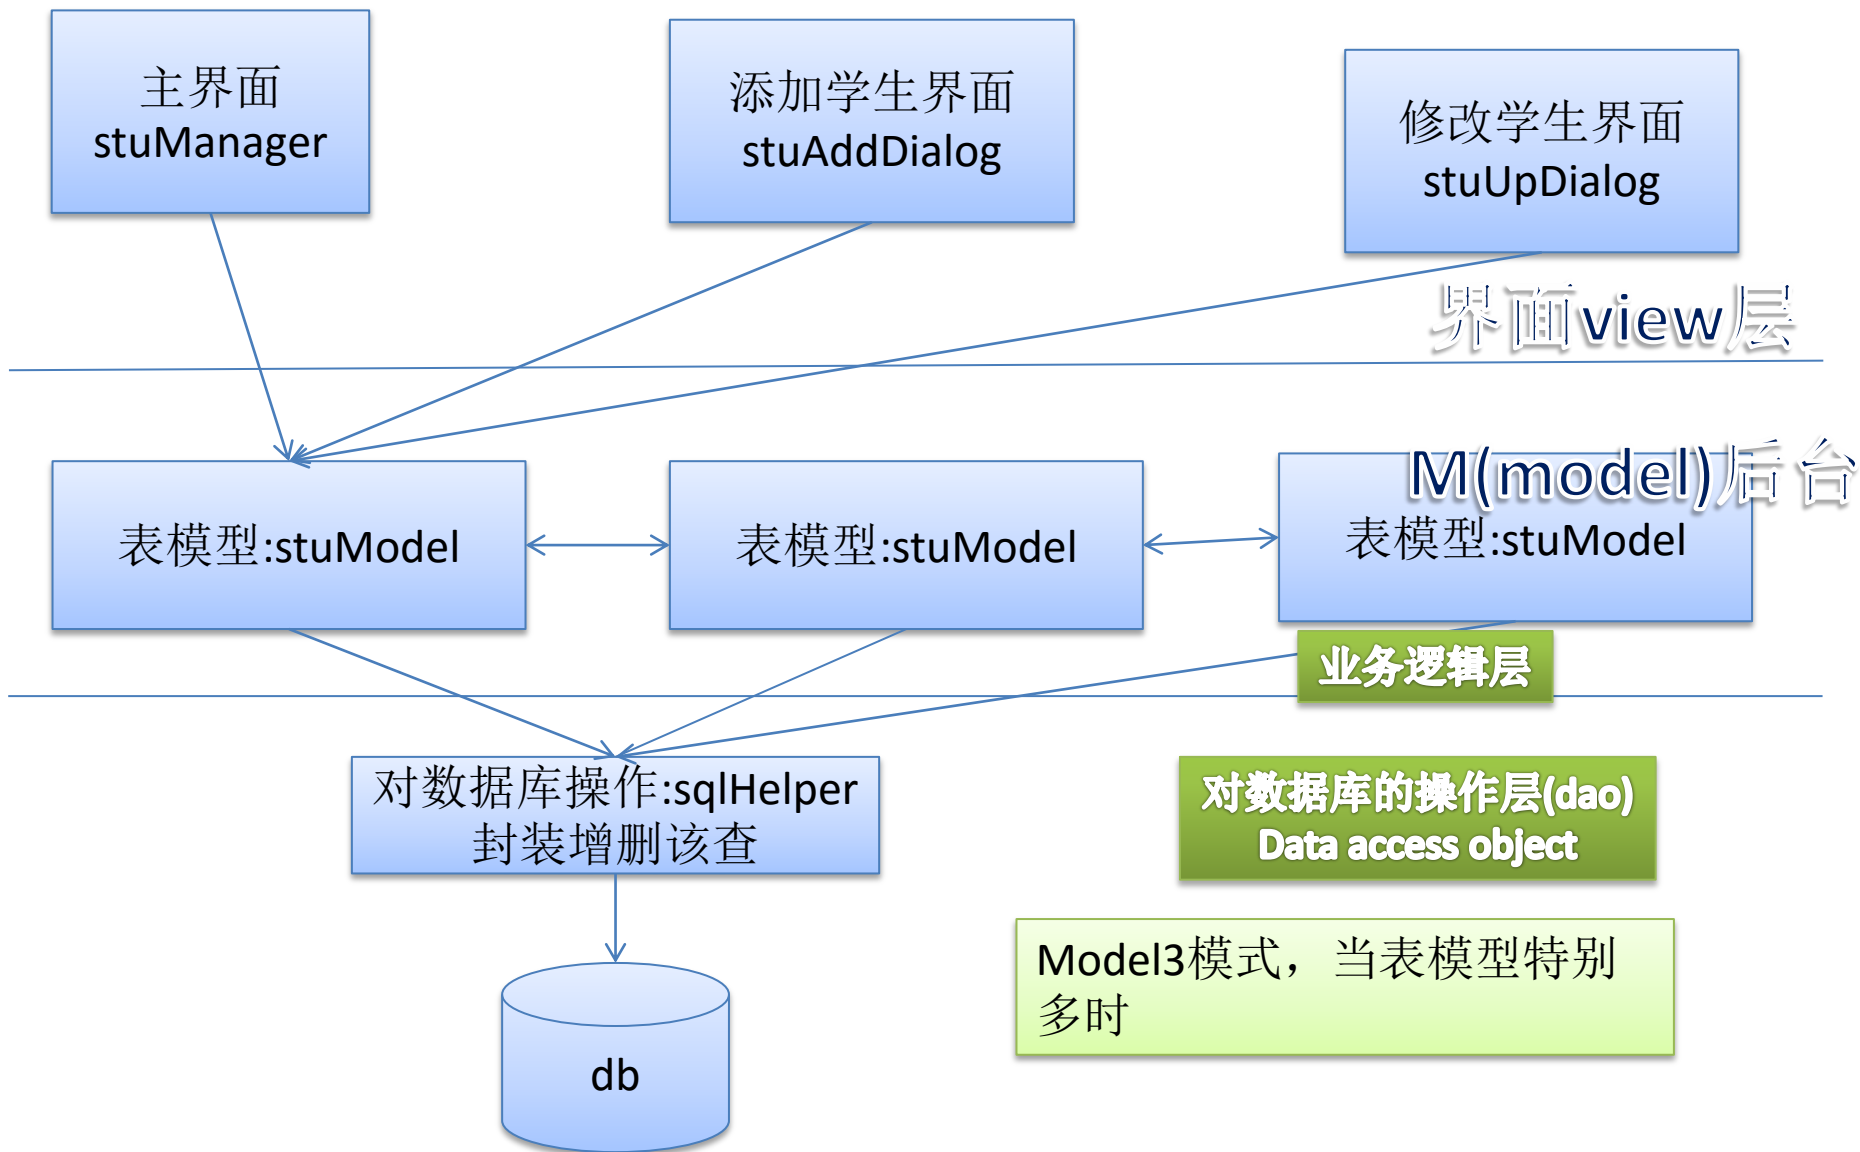 主界面
stuManager
添加学生界面
stuAddDialog
修改学生界面
stuUpDialog
界面view层
M(model)后台
表模型:stuModel
表模型:stuModel
表模型:stuModel
业务逻辑层
对数据库操作:sqlHelper
封装增删该查
对数据库的操作层(dao)
Data access object
Model3模式，当表模型特别
多时
db